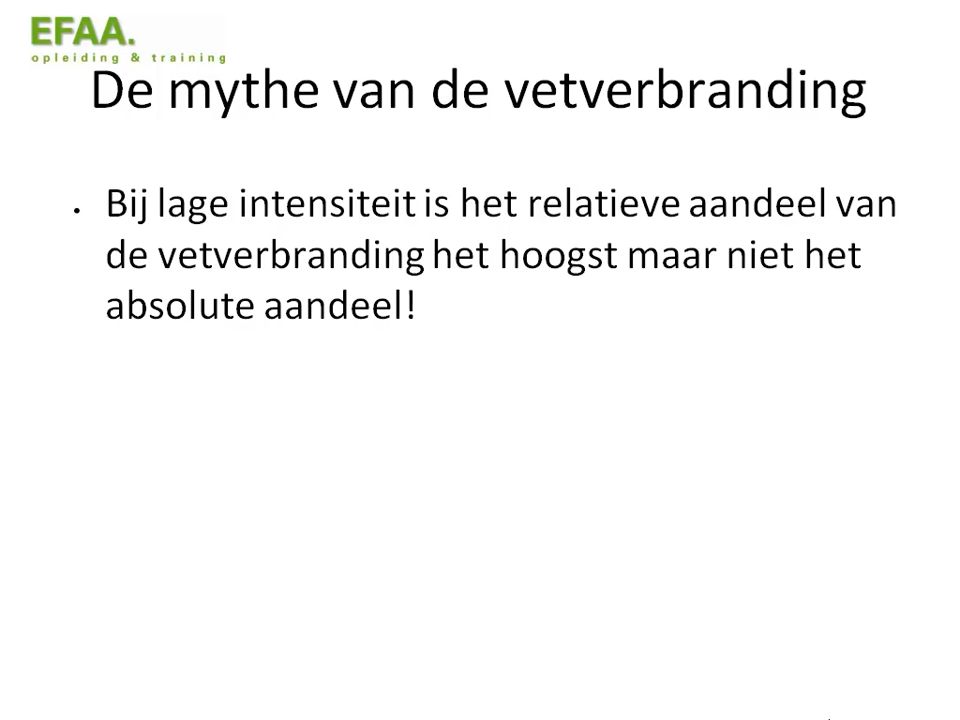 EFAA.
opleiding & training
De mythe van de vetverbranding
• Bij lage intensiteit is het relatieve aandeel van
de vetverbranding het hoogst maar niet het
absolute aandeel!